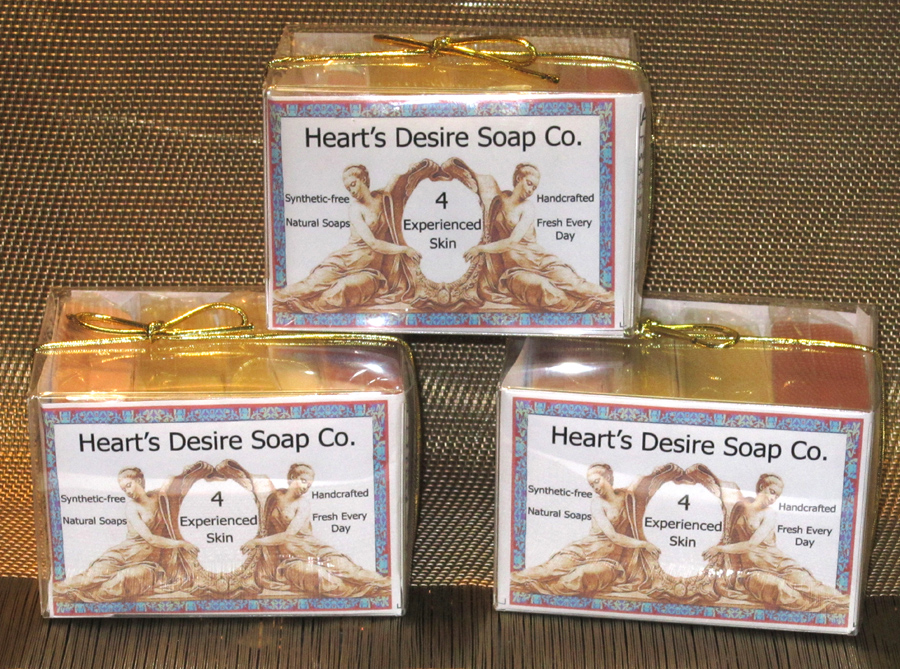 Heart's Desire Soap Co.
Synthetic-free
Natural Soaps
4
Experienced
Skin
Handcrafted
Fresh Every
Day
Heart's Desire Soap Co.
Synthetic-free
Natural Soaps
4
Experienced
Skin
Handcrafted
Fresh Every
Day
Heart's Desire Soap Co.
Synthetic-free
Natural Soaps
4
Experienced
Skin
Handcrafted
Fresh Every
Day